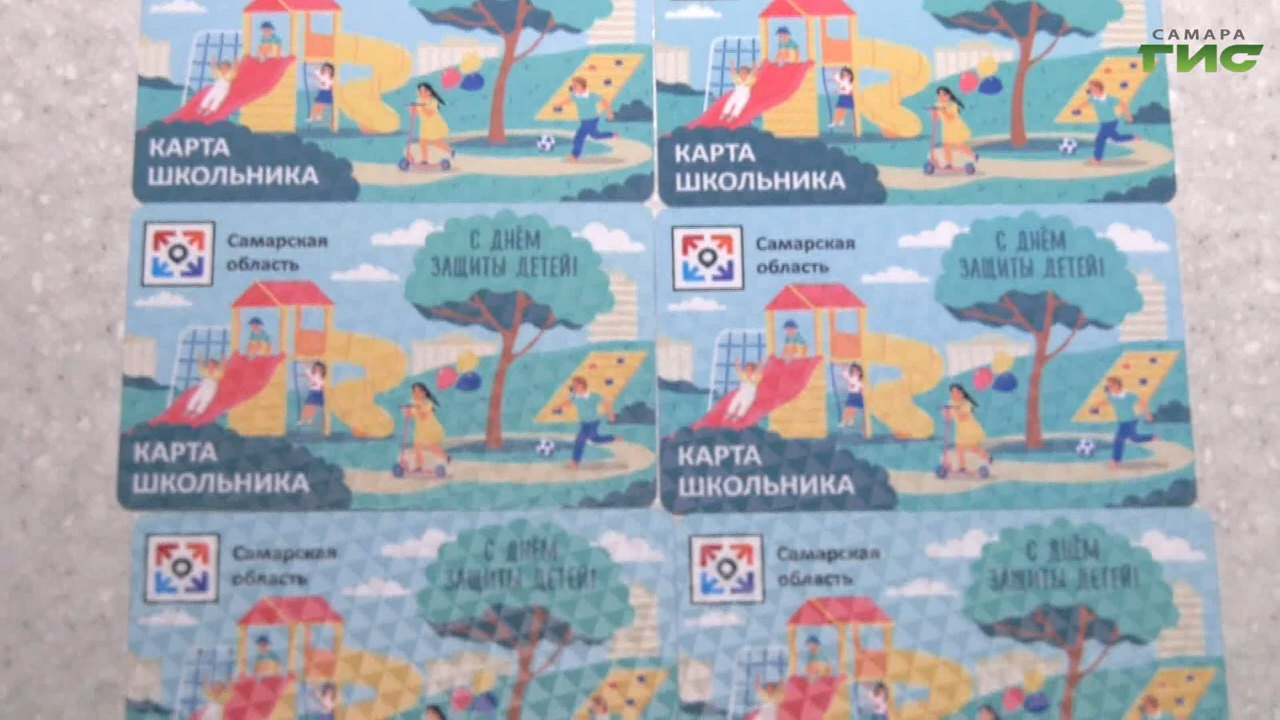 САМАРА
ГИС
КАРТА
ШКОЛЬНИКА
КАРТА
ШКОЛЬНИКА
Самарская
область
С ДНЁМ
ЗАЩИТЫ ДЕТЕЙ!
КАРТА
ШКОЛЬНИКА
Самарская
область
С ДНЁМ
ЗАЩИТЫ ДЕТЕЙ!
КАРТА
ШКОЛЬНИКА
Самарская
область
С ДНЁМ
ЗАЩИТЫ ДЕТЕЙ!
Самарская
область
С ДНЁМ
ЗАЩИТЫ ДЕТЕЙ!